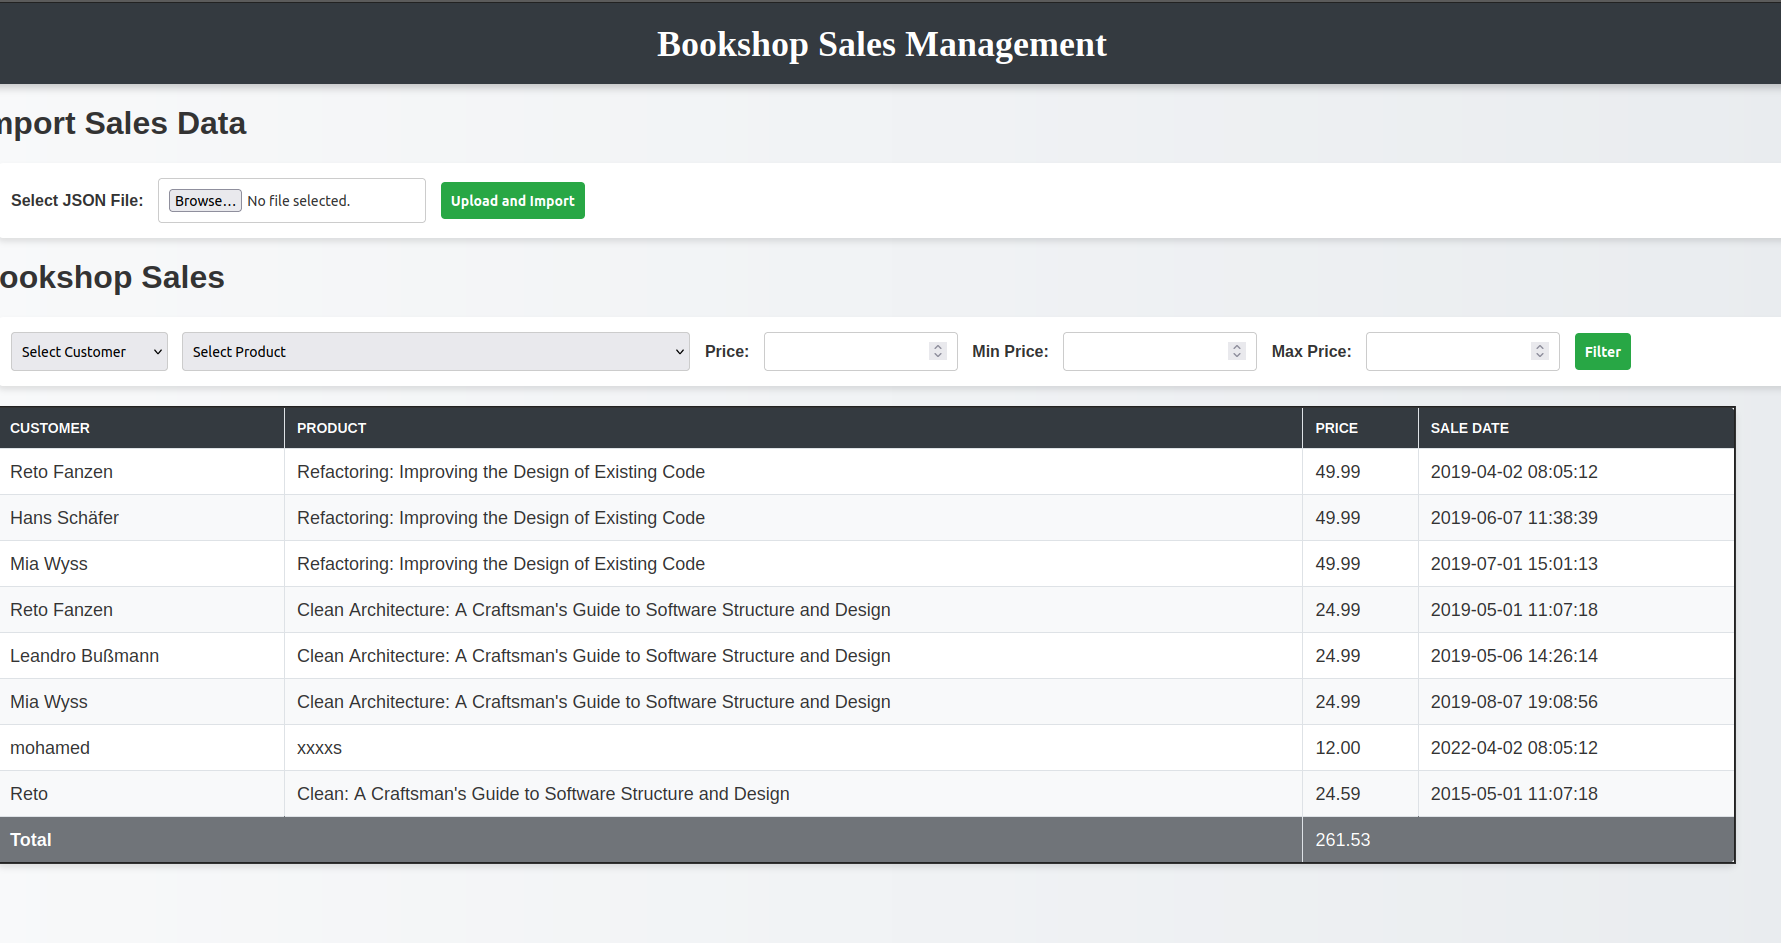 Bookshop Sales Management
mport Sales Data
Select JSON File: Browse... No file selected. Upload and Import
ookshop Sales
Select Customer Select Product Price: Min Price: Max Price: Filter
CUSTOMER PRODUCT PRICE SALE DATE
Reto Fanzen Refactoring: Improving the Design of Existing Code 49.99 2019-04-02 08:05:12
Hans Schäfer Refactoring: Improving the Design of Existing Code 49.99 2019-06-07 11:38:39
Mia Wyss Refactoring: Improving the Design of Existing Code 49.99 2019-07-01 15:01:13
Reto Fanzen Clean Architecture: A Craftsman's Guide to Software Structure and Design 24.99 2019-05-01 11:07:18
Leandro Bußmann Clean Architecture: A Craftsman's Guide to Software Structure and Design 24.99 2019-05-06 14:26:14
Mia Wyss Clean Architecture: A Craftsman's Guide to Software Structure and Design 24.99 2019-08-07 19:08:56
mohamed xxxxs 12.00 2022-04-02 08:05:12
Reto Clean: A Craftsman's Guide to Software Structure and Design 24.59 2015-05-01 11:07:18
Total 261.53